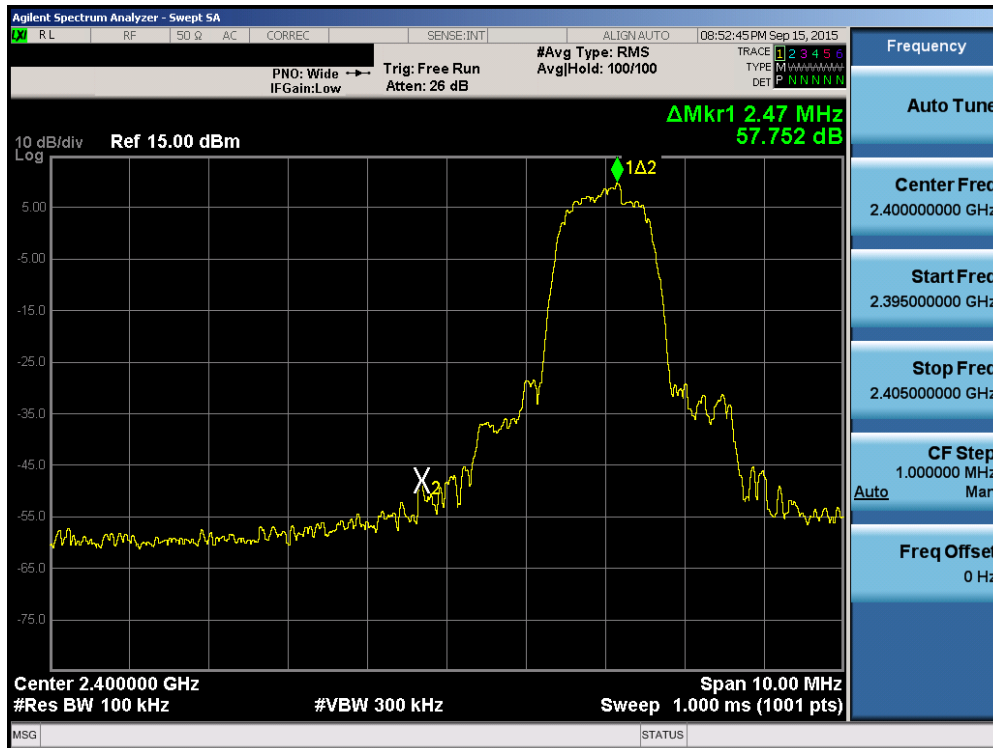 Agilent Spectrum Analyzer - Swept SA
LXI RL RF 50 Ω AC CORREC SENSE:INT ALIGN AUTO 08:52:45 PM Sep 15, 2015
PNO: Wide
IFGain:Low
Trig: Free Run
Atten: 26 dB
#Avg Type: RMS
Avg|Hold: 100/100
TRACE 1 2 3 4 5 6
TYPE M WWWWW
DET P N N N N N
ΔMkr1 2.47 MHz
57.752 dB
10 dB/div Ref 15.00 dBm
Log
1Δ2
5.00
-5.00
-15.0
-25.0
-35.0
-45.0
X2
-55.0
-65.0
-75.0
Center 2.400000 GHz Span 10.00 MHz
#Res BW 100 kHz #VBW 300 kHz Sweep 1.000 ms (1001 pts)
MSG STATUS
Frequency
Auto Tune
Center Freq
2.400000000 GHz
Start Freq
2.395000000 GHz
Stop Freq
2.405000000 GHz
CF Step
1.000000 MHz
Auto Man
Freq Offset
0 Hz